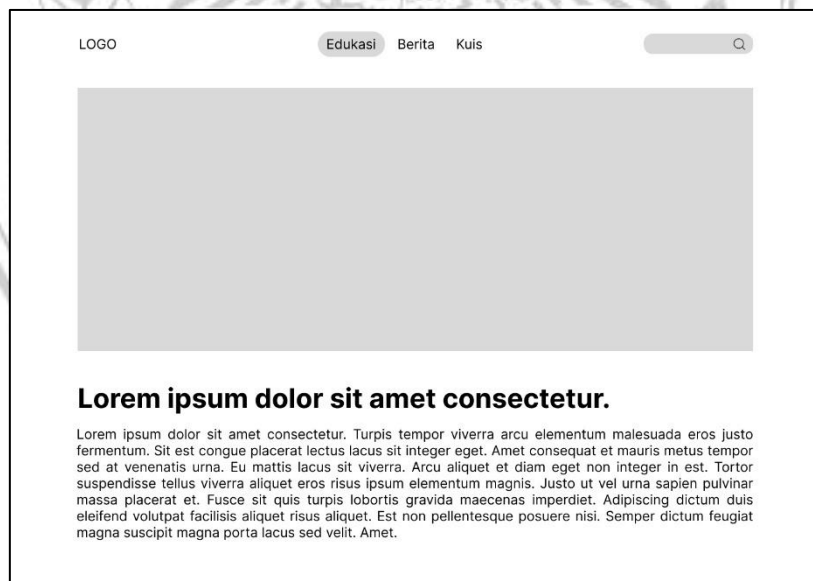 LOGO Edukasi Berita Kuis
Lorem ipsum dolor sit amet consectetur.
Lorem ipsum dolor sit amet consectetur. Turpis tempor viverra arcu elementum malesuada eros justo
fermentum. Sit est congue placerat lectus lacus sit integer eget. Amet consequat et mauris metus tempor
sed at venenatis urna. Eu mattis lacus sit viverra. Arcu aliquet et diam eget non integer in est. Tortor
suspendisse tellus viverra aliquet eros risus ipsum elementum magnis. Justo ut vel urna sapien pulvinar
massa placerat et. Fusce sit quis turpis lobortis gravida maecenas imperdiet. Adipiscing dictum duis
eleifend volutpat facilisis aliquet risus aliquet. Est non pellentesque posuere nisi. Semper dictum feugiat
magna suscipit magna porta lacus sed velit. Amet.